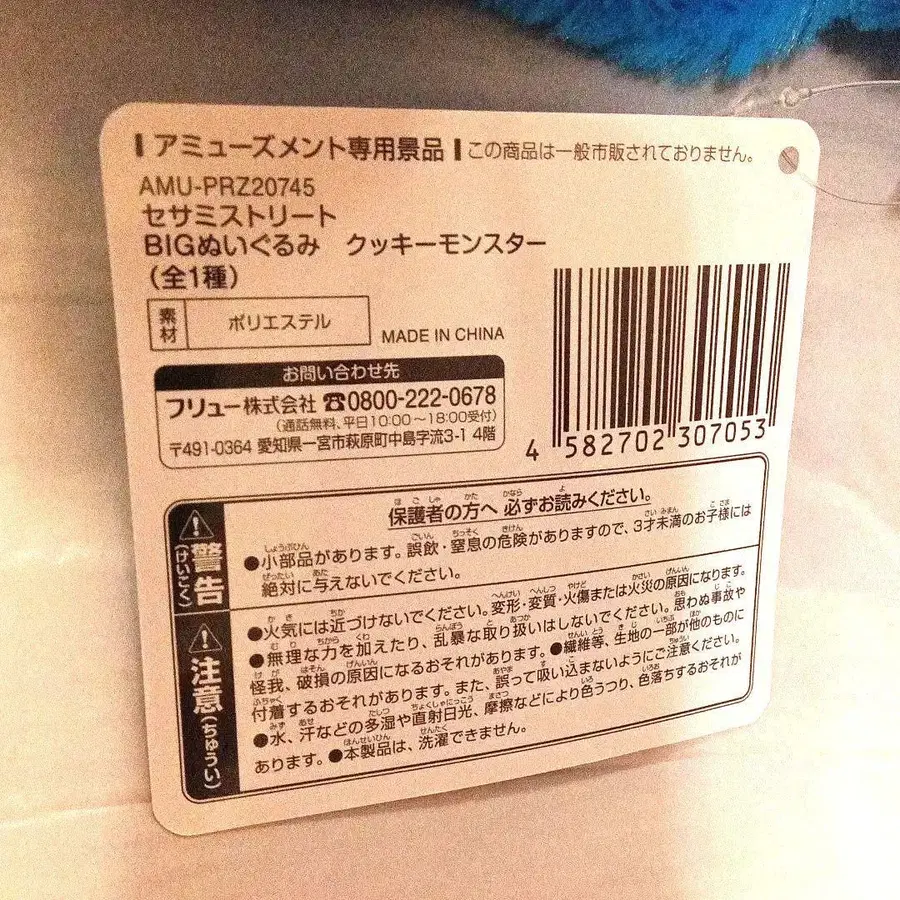 アミューズメント専用景品 この商品は一般市販されておりません。
AMU-PRZ20745
セサミストリート
BIGぬいぐるみ　クッキーモンスター
(全1種)
素材 ポリエステル
MADE IN CHINA
お問い合わせ先
フリュー株式会社 ☎0800-222-0678
(通話無料、平日10:00〜18:00受付)
〒491-0364 愛知県一宮市萩原町中島字流3-1 4階
4 582702 307053
警告(けいこく)
保護者の方へ 必ずお読みください。
●小部品があります。誤飲・窒息の危険がありますので、3才未満のお子様には
絶対に与えないでください。
注意(ちゅうい)
●火気には近づけないでください。変形・変質・火傷または火災の原因になります。
●無理な力を加えたり、乱暴な取り扱いはしないでください。思わぬ事故や
怪我、破損の原因になるおそれがあります。●繊維等、生地の一部が他のものに
付着するおそれがあります。また、誤って吸い込まないようにご注意ください。
●水、汗などの多湿や直射日光、摩擦などにより色うつり、色落ちするおそれが
あります。●本製品は、洗濯できません。